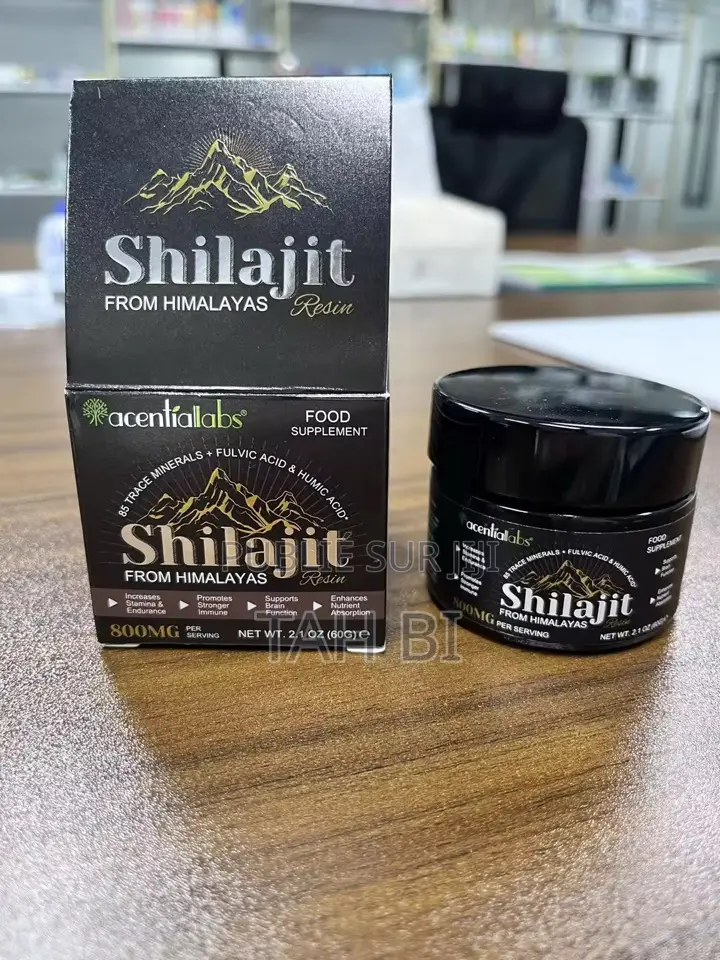 Shilajit
FROM HIMALAYAS Resin
acentiallabs®
FOOD
SUPPLEMENT
85 TRACE MINERALS + FULVIC ACID & HUMIC ACID*
Shilajit
FROM HIMALAYAS Resin
Increases
Stamina &
Endurance
Promotes
Stronger
Immune
Supports
Brain
Function
Enhances
Nutrient
Absorption
800MG PER
SERVING
NET WT. 2.1 OZ (60G) ℮
acentiallabs®
FOOD
SUPPLEMENT
85 TRACE MINERALS + FULVIC ACID & HUMIC ACID*
Shilajit
FROM HIMALAYAS Resin
800MG PER SERVING
NET WT. 2.1 OZ (60G)
SUR JIJI
TAH BI